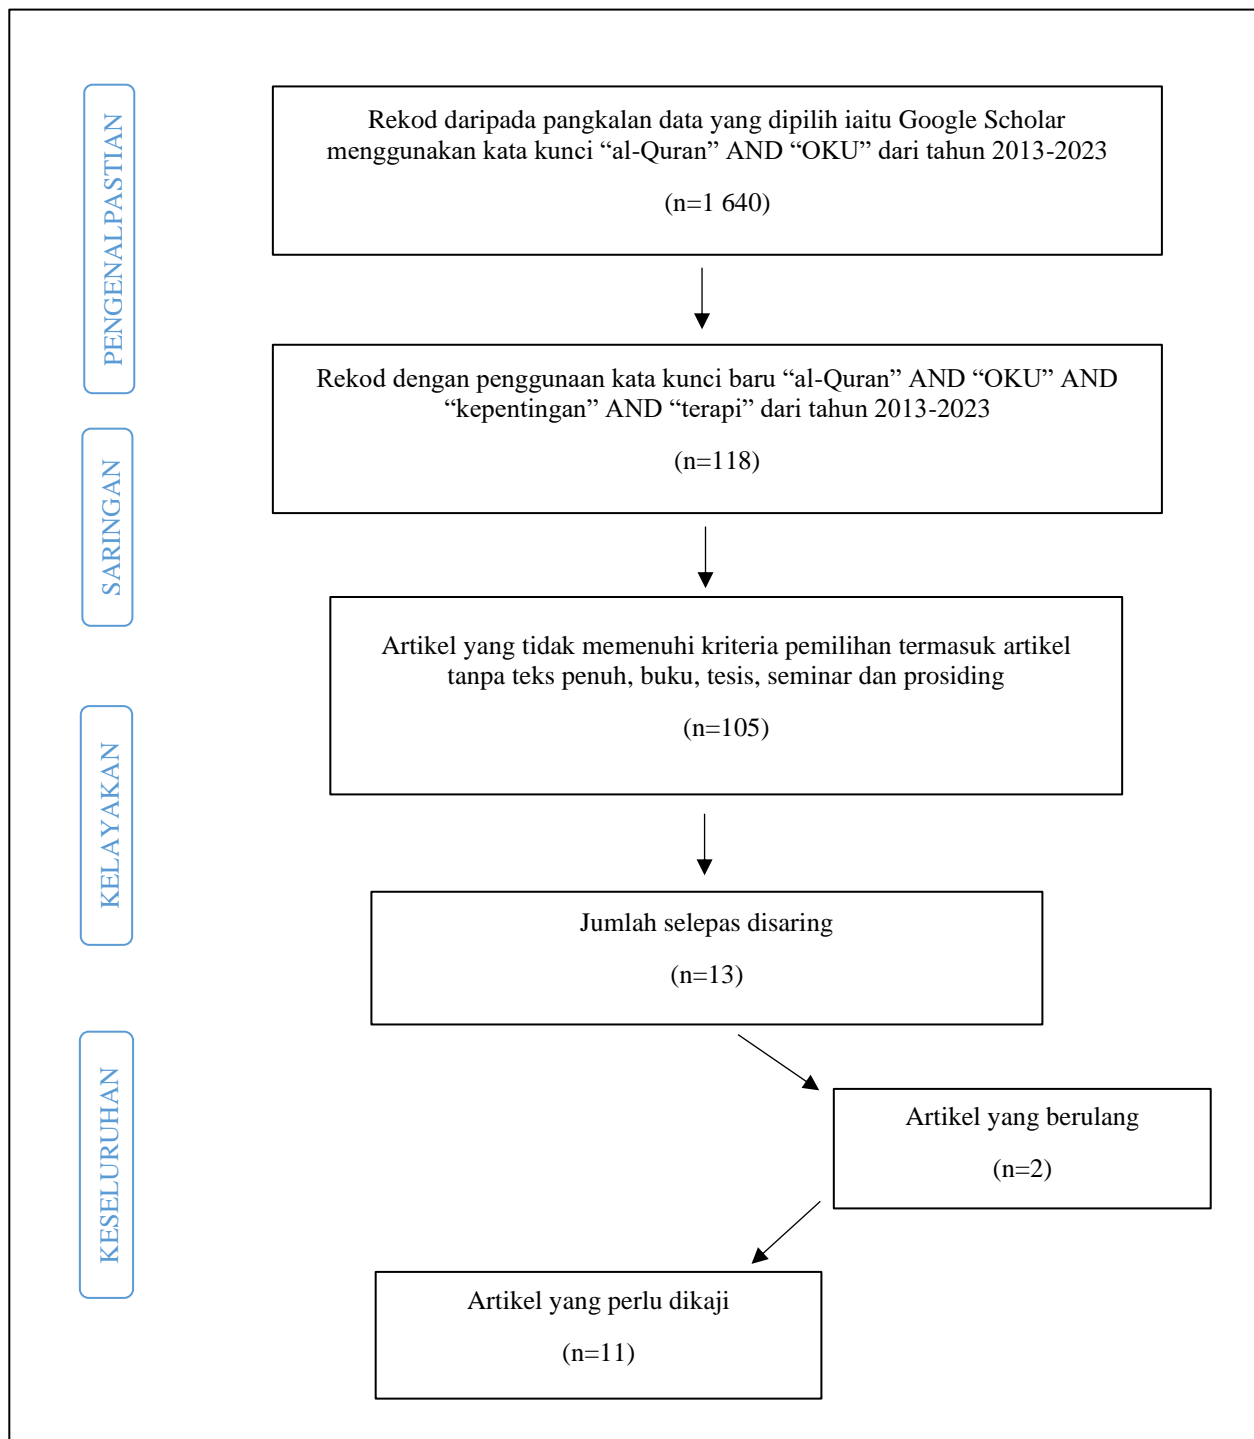 PENGENALPASTIAN
Rekod daripada pangkalan data yang dipilih iaitu Google Scholar
menggunakan kata kunci “al-Quran” AND “OKU” dari tahun 2013-2023
(n=1 640)
Rekod dengan penggunaan kata kunci baru “al-Quran” AND “OKU” AND
“kepentingan” AND “terapi” dari tahun 2013-2023
(n=118)
SARINGAN
Artikel yang tidak memenuhi kriteria pemilihan termasuk artikel
tanpa teks penuh, buku, tesis, seminar dan prosiding
(n=105)
KELAYAKAN
Jumlah selepas disaring
(n=13)
KESELURUHAN
Artikel yang berulang
(n=2)
Artikel yang perlu dikaji
(n=11)